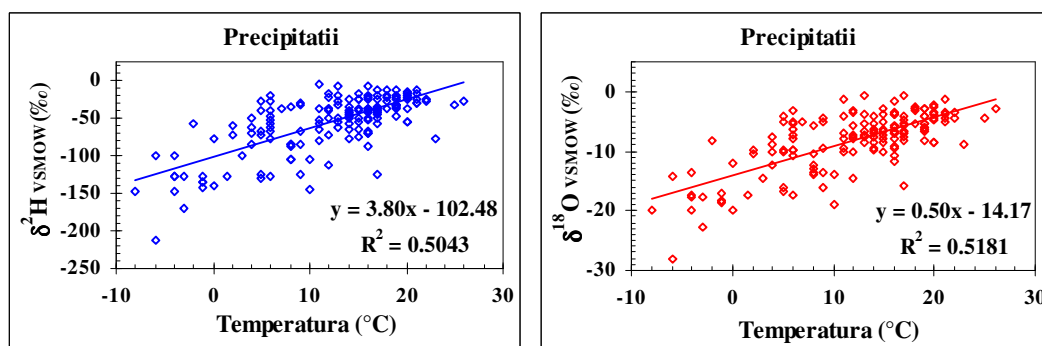 Precipitatii
0
-50
-100
-150
-200
-250
-10
0
10
20
30
δ²H VSMOW (‰)
Temperatura (°C)
y = 3.80x - 102.48
R² = 0.5043
Precipitatii
0
-10
-20
-30
-10
0
10
20
30
δ¹⁸O VSMOW (‰)
Temperatura (°C)
y = 0.50x - 14.17
R² = 0.5181